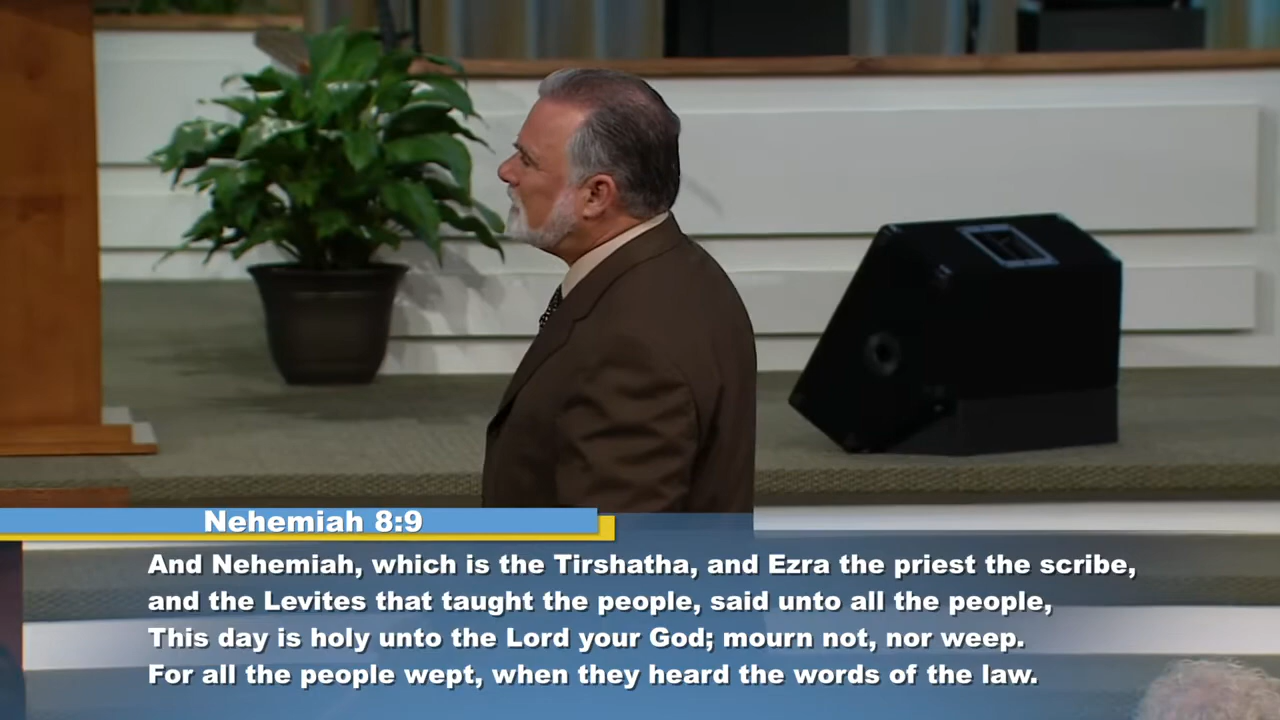 Nehemiah 8:9
And Nehemiah, which is the Tirshatha, and Ezra the priest the scribe,
and the Levites that taught the people, said unto all the people,
This day is holy unto the Lord your God; mourn not, nor weep.
For all the people wept, when they heard the words of the law.